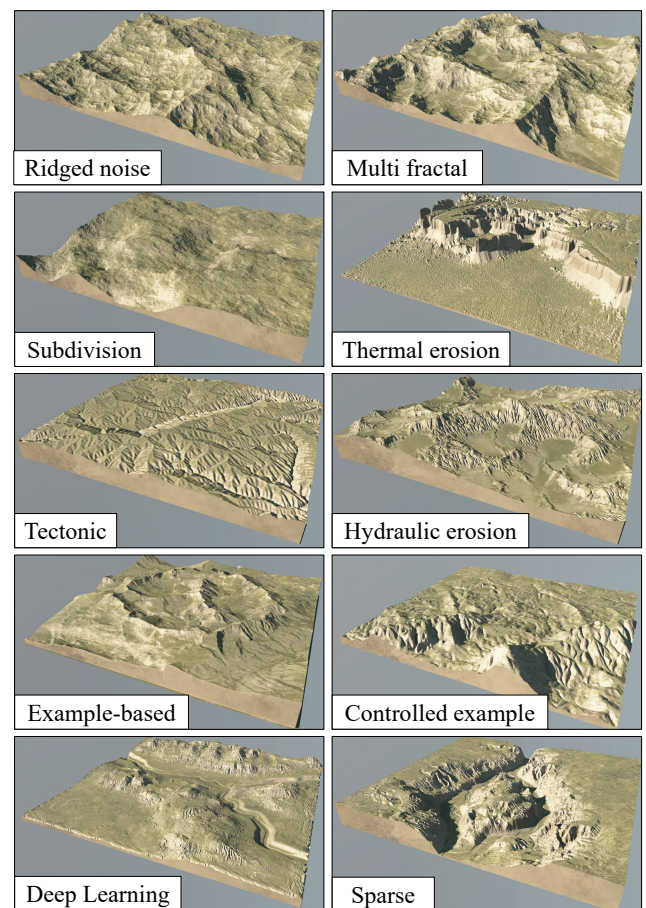 Ridged noise
Multi fractal
Subdivision
Thermal erosion
Tectonic
Hydraulic erosion
Example-based
Controlled example
Deep Learning
Sparse